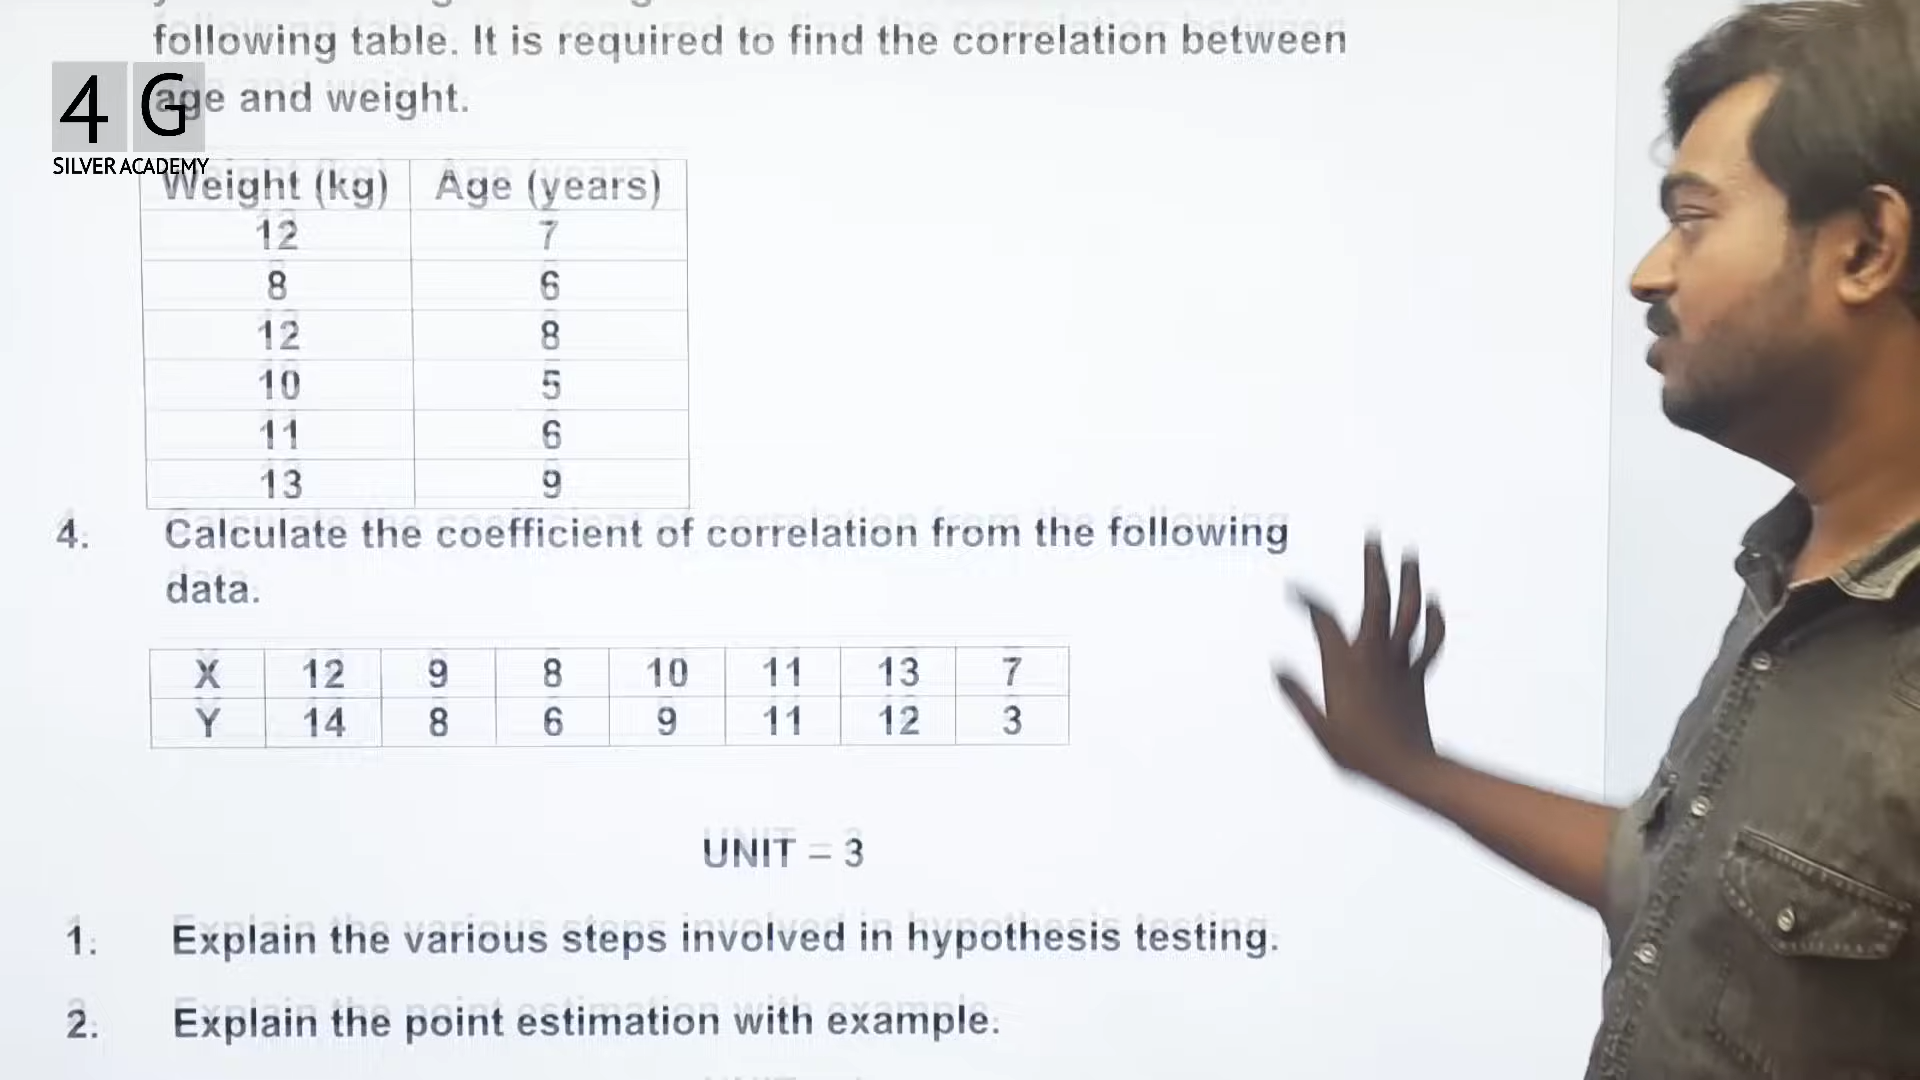 following table. It is required to find the correlation between
age and weight.
4 G
SILVER ACADEMY
Weight (kg) Age (years)
12 7
8 6
12 8
10 5
11 6
13 9
4. Calculate the coefficient of correlation from the following
data.
X 12 9 8 10 11 13 7
Y 14 8 6 9 11 12 3
UNIT – 3
1. Explain the various steps involved in hypothesis testing.
2. Explain the point estimation with example.